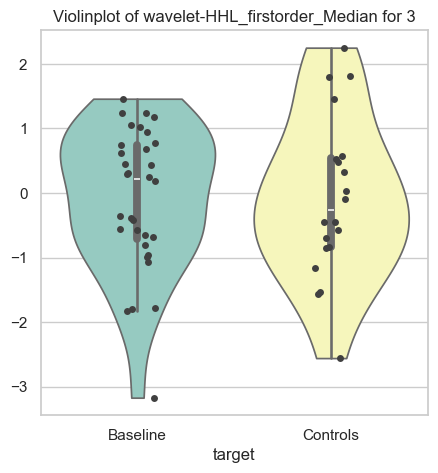 Violinplot of wavelet-HHL_firstorder_Median for 3
2
1
0
−1
−2
−3
Baseline Controls
target